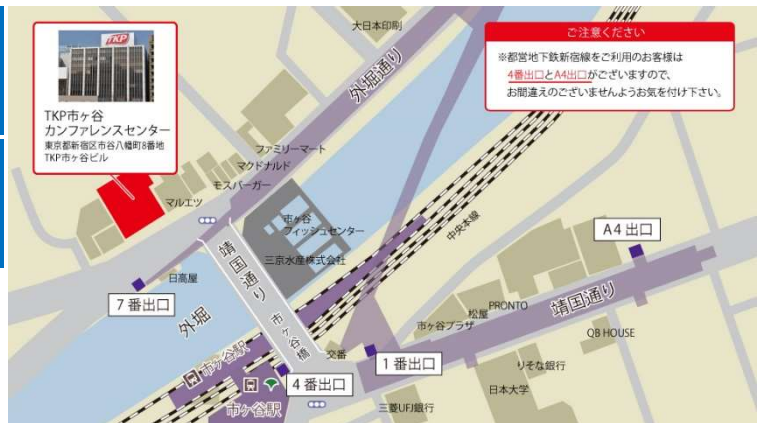 TKP
TKP市ヶ谷
カンファレンスセンター
東京都新宿区市谷八幡町8番地
TKP市ヶ谷ビル
ご注意ください
※都営地下鉄新宿線をご利用のお客様は
4番出口とA4出口がございますので、
お間違えのございませんようお気を付け下さい。
大日本印刷
外堀通り
ファミリーマート
マクドナルド
モスバーガー
マルエツ
市ヶ谷
フィッシュセンター
三京水産株式会社
中央本線
A4 出口
日高屋
7 番出口
靖国通り
外堀
市ヶ谷橋
靖国通り
PRONTO
松屋
市ヶ谷プラザ
QB HOUSE
交番
1 番出口
りそな銀行
市ヶ谷駅
4 番出口
日本大学
市ヶ谷駅
三菱UFJ銀行